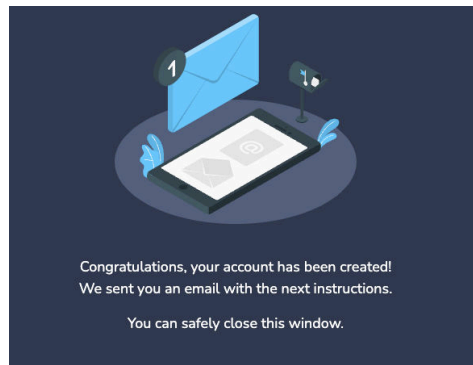 1
@
Congratulations, your account has been created!
We sent you an email with the next instructions.
You can safely close this window.